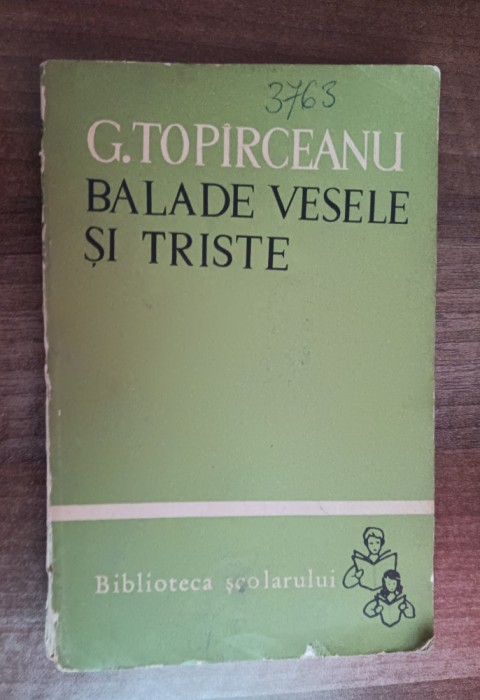 3763
G. TOPÎRCEANU
BALADE VESELE
ȘI TRISTE
Biblioteca școlarului